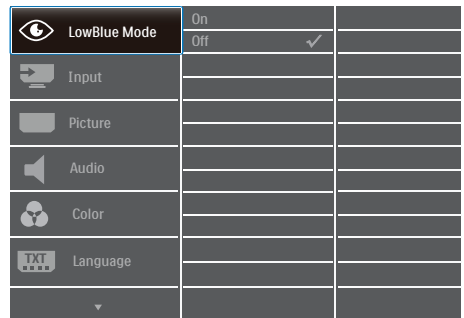 LowBlue Mode
On
Off
Input
Picture
Audio
Color
TXT
Language